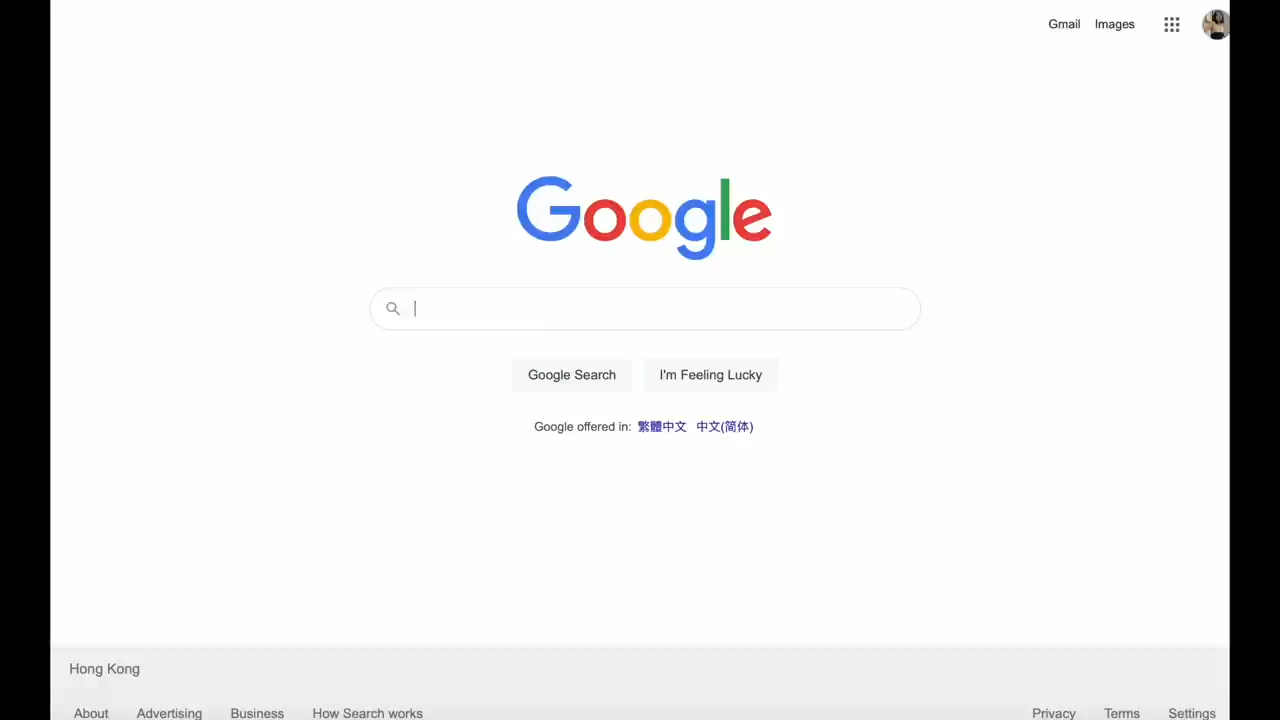 Gmail Images
Google
Google Search I'm Feeling Lucky
Google offered in: 繁體中文 中文(简体)
Hong Kong
About Advertising Business How Search works Privacy Terms Settings